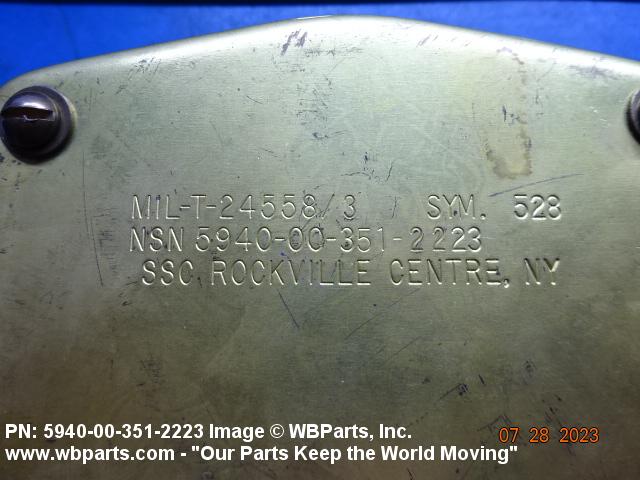 MIL-T-24558/3 SYM. 528
NSN 5940-00-351-2223
SSC ROCKVILLE CENTRE, NY
PN: 5940-00-351-2223 Image © WBParts, Inc.
07 28 2023
www.wbparts.com - "Our Parts Keep the World Moving"